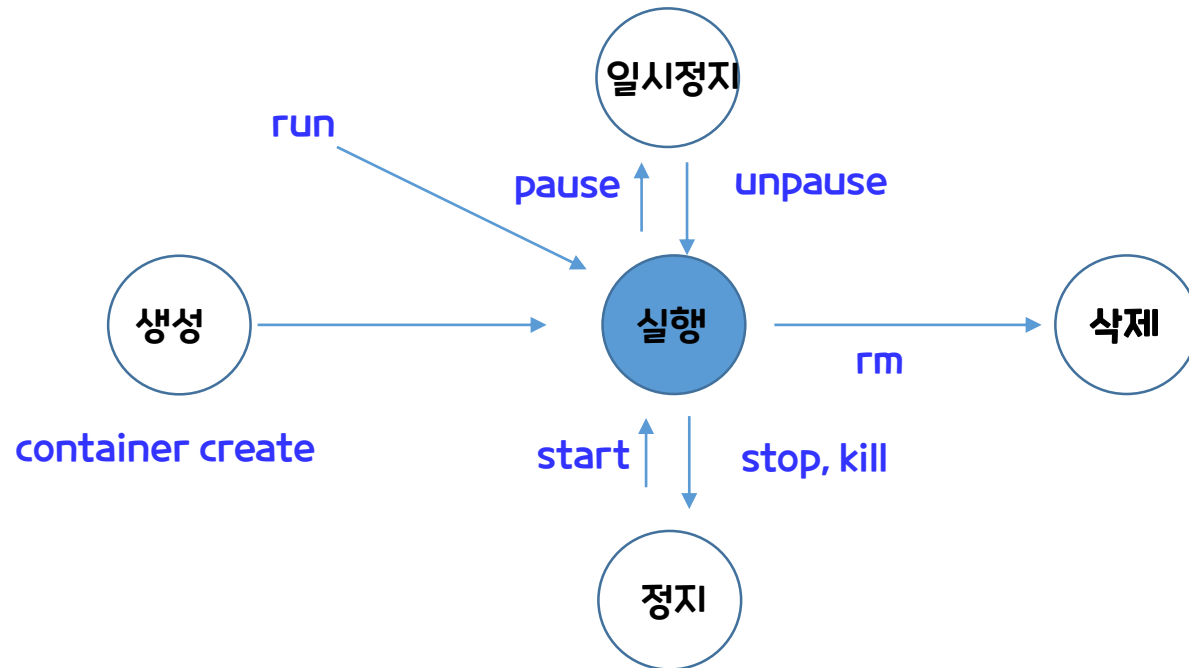 일시정지
run
pause
unpause
생성
실행
삭제
rm
container create
start
stop, kill
정지